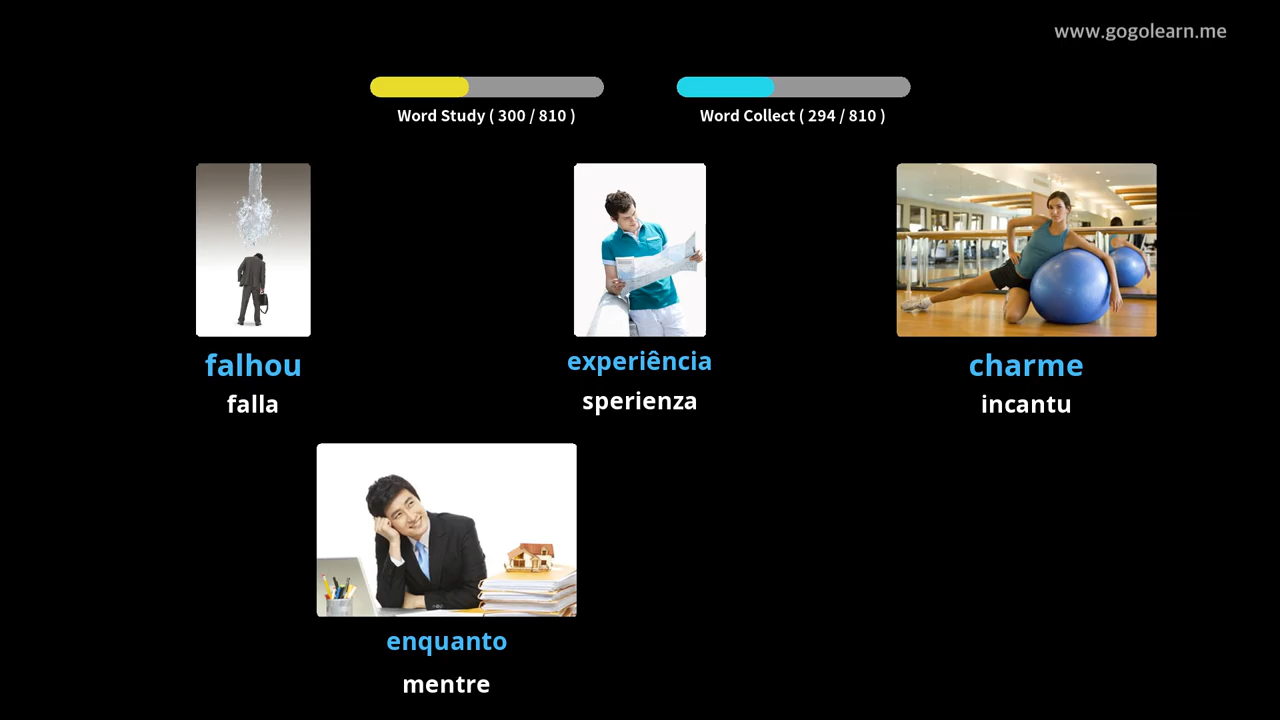 www.gogolearn.me
Word Study ( 300 / 810 )
Word Collect ( 294 / 810 )
falhou
falla
experiência
sperienza
charme
incantu
enquanto
mentre